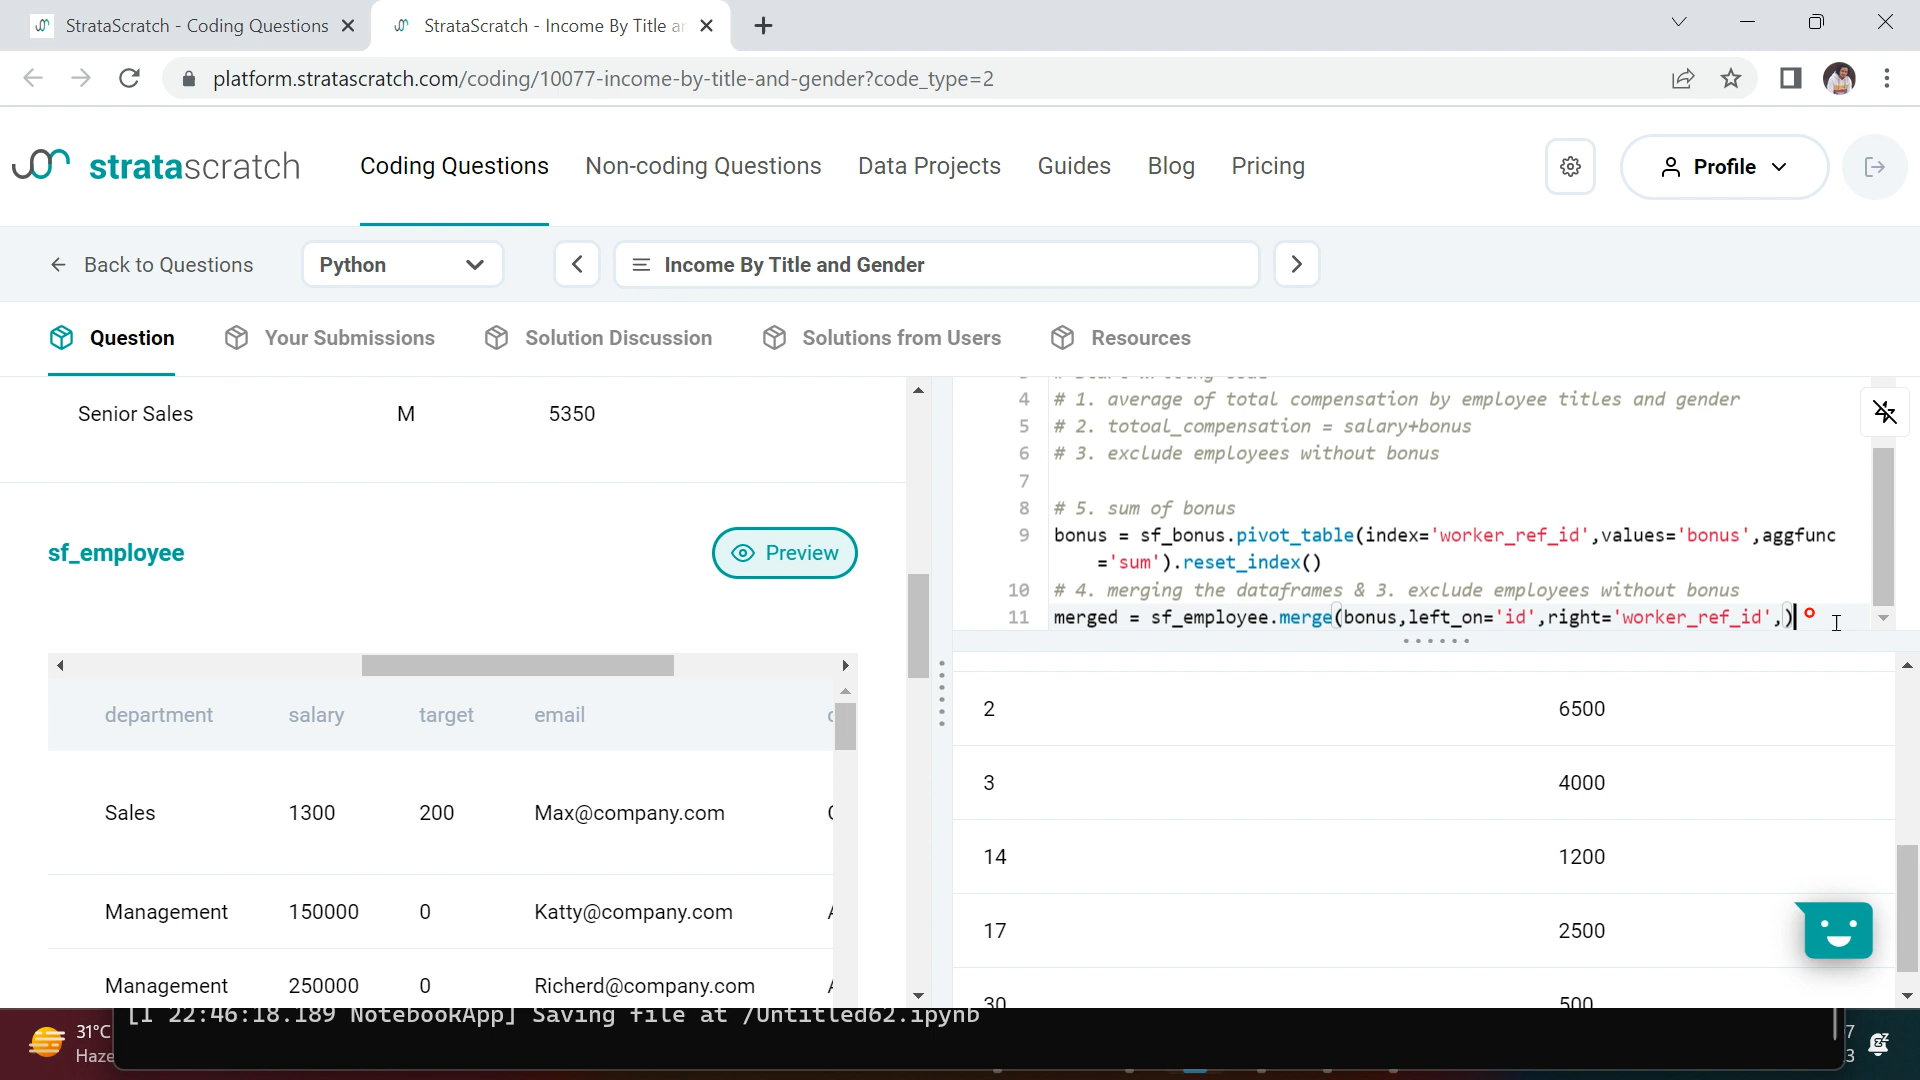 StrataScratch - Coding Questions
StrataScratch - Income By Title
platform.stratascratch.com/coding/10077-income-by-title-and-gender?code_type=2
stratascratch
Coding Questions
Non-coding Questions
Data Projects
Guides
Blog
Pricing
Profile
Back to Questions
Python
Income By Title and Gender
Question
Your Submissions
Solution Discussion
Solutions from Users
Resources
Senior Sales M 5350
sf_employee
Preview
department salary target email
Sales 1300 200 Max@company.com
Management 150000 0 Katty@company.com
Management 250000 0 Richerd@company.com
4 # 1. average of total compensation by employee titles and gender
5 # 2. totoal_compensation = salary+bonus
6 # 3. exclude employees without bonus
7
8 # 5. sum of bonus
9 bonus = sf_bonus.pivot_table(index='worker_ref_id',values='bonus',aggfunc
='sum').reset_index()
10 # 4. merging the dataframes & 3. exclude employees without bonus
11 merged = sf_employee.merge(bonus,left_on='id',right='worker_ref_id',)
2 6500
3 4000
14 1200
17 2500
30 500
[I 22:46:18.189 NotebookApp] Saving file at /Untitled62.ipynb
31°C
Haze